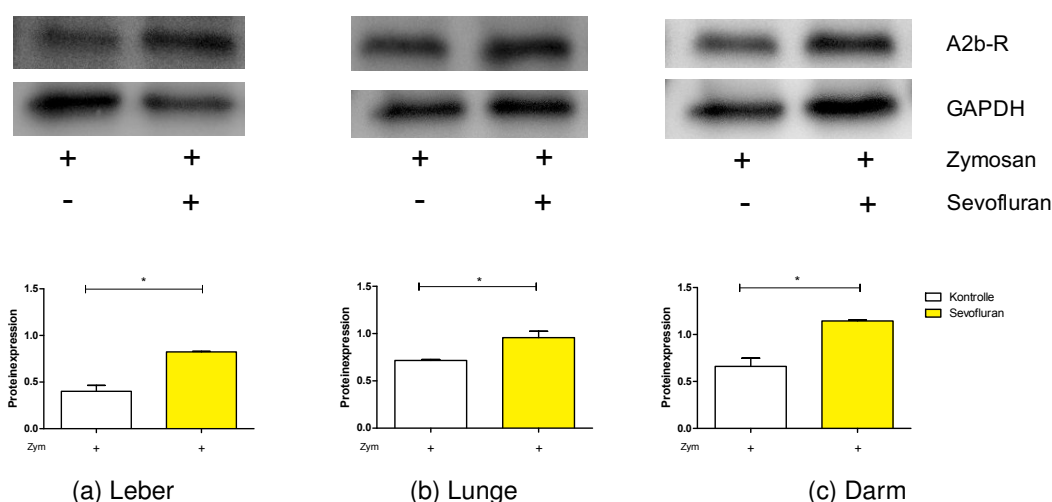 A2b-R
GAPDH
+ + + + + + Zymosan
- + - + - + Sevofluran
*
Proteinexpression
1.5
1.0
0.5
0.0
Zym + +
(a) Leber
*
Proteinexpression
1.5
1.0
0.5
0.0
Zym + +
(b) Lunge
*
Proteinexpression
1.5
1.0
0.5
0.0
Zym + +
(c) Darm
Kontrolle
Sevofluran